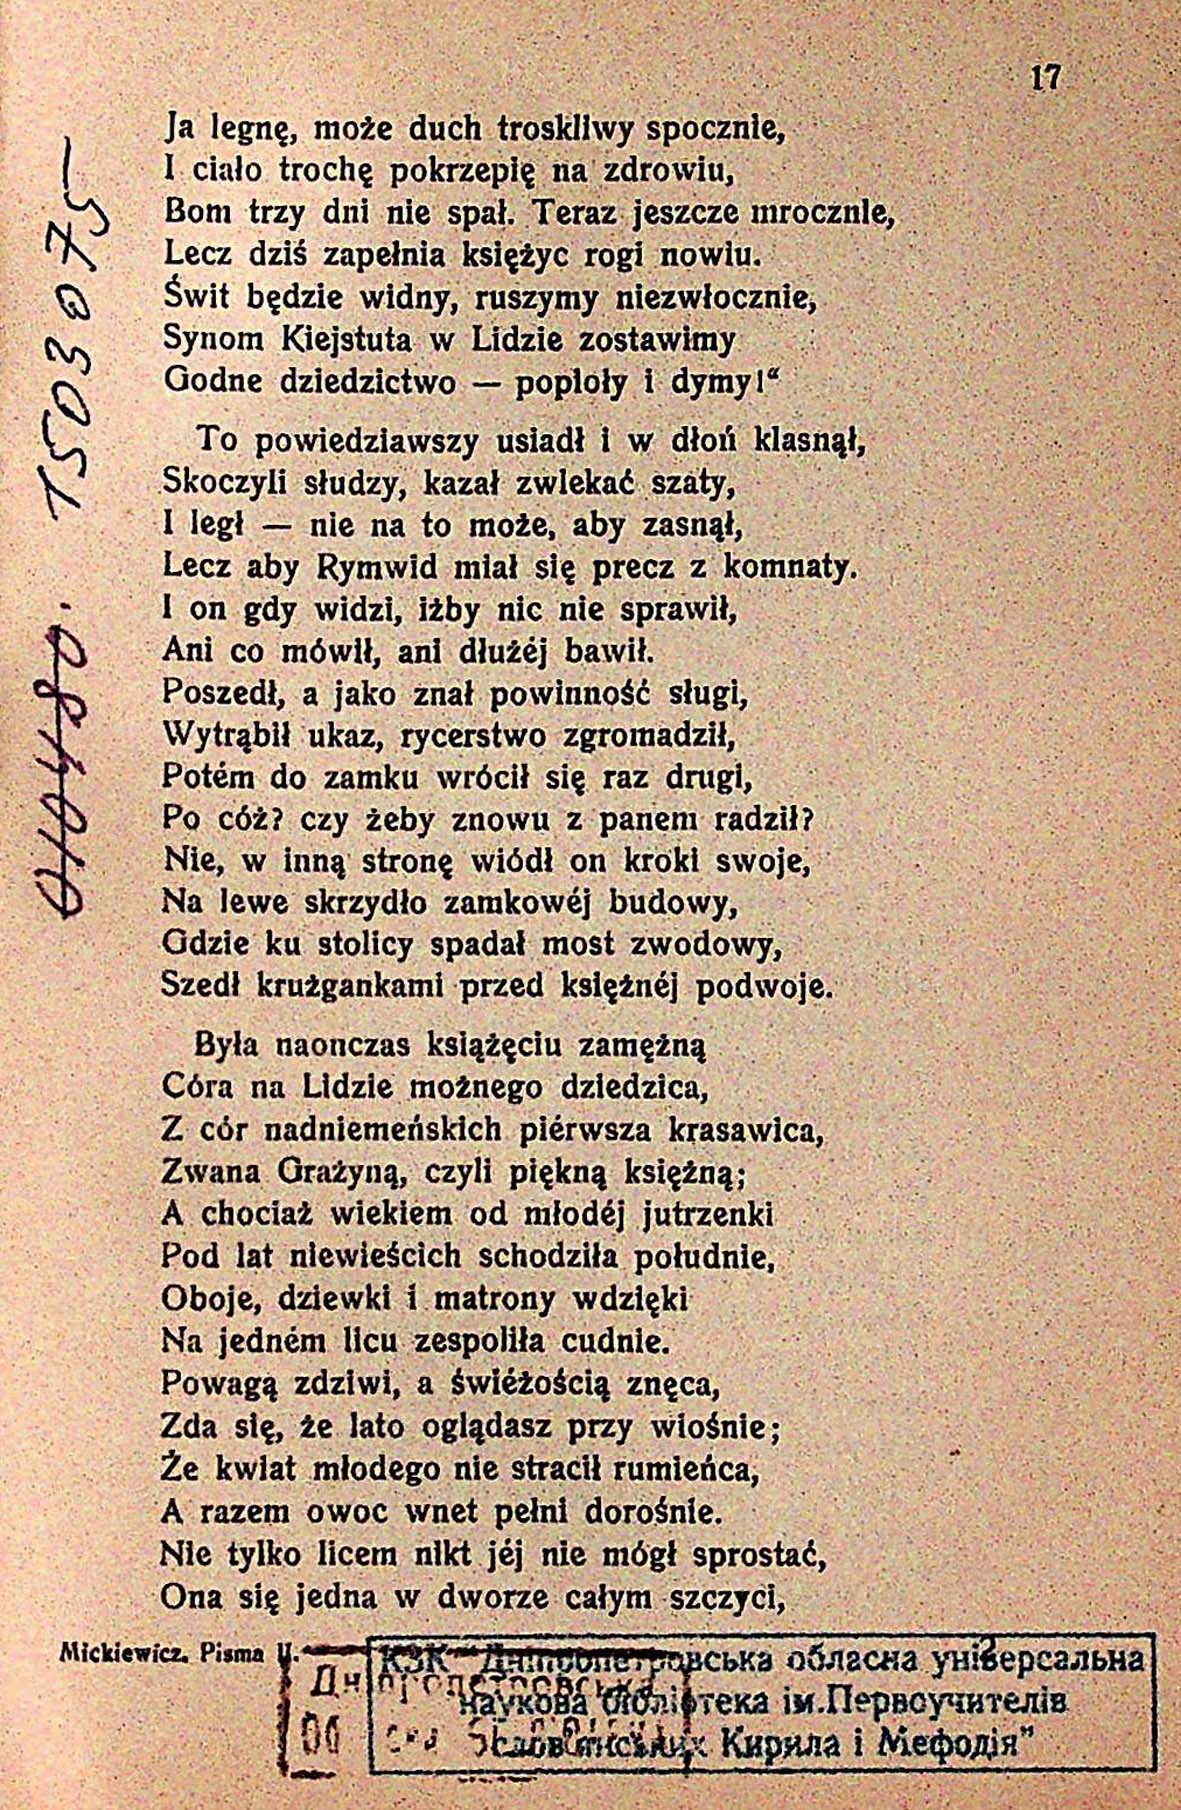 17
Ja legnę, może duch troskliwy spocznie,
I ciało trochę pokrzepię na zdrowiu,
Bom trzy dni nie spał. Teraz jeszcze mrocznie,
Lecz dziś zapełnia księżyc rogi nowiu.
Świt będzie widny, ruszymy niezwłocznie,
Synom Kiejstuta w Lidzie zostawimy
Godne dziedzictwo — popioły i dymy!“
To powiedziawszy usiadł i w dłoń klasnął,
Skoczyli słudzy, kazał zwlekać szaty,
I legł — nie na to może, aby zasnął,
Lecz aby Rymwid miał się precz z komnaty.
I on gdy widzi, iżby nic nie sprawił,
Ani co mówił, ani dłużéj bawił.
Poszedł, a jako znał powinność sługi,
Wytrąbił ukaz, rycerstwo zgromadził,
Potém do zamku wrócił się raz drugi,
Po cóż? czy żeby znowu z panem radził?
Nie, w inną stronę wiódł on kroki swoje,
Na lewe skrzydło zamkowéj budowy,
Gdzie ku stolicy spadał most zwodowy,
Szedł krużgankami przed księżnéj podwoje.
Była naonczas książęciu zamężną
Córa na Lidzie możnego dziedzica,
Z cór nadniemeńskich piérwsza krasawica,
Zwana Grażyną, czyli piękną księżną;
A chociaż wiekiem od młodéj jutrzenki
Pod lat niewieścich schodziła południe,
Oboje, dziewki i matrony wdzięki
Na jedném licu zespoliła cudnie.
Powagą zdziwi, a świéżością znęca,
Zda się, że lato oglądasz przy wiośnie;
Że kwiat młodego nie stracił rumieńca,
A razem owoc wnet pełni dorośnie.
Nie tylko licem nikt jéj nie mógł sprostać,
Ona się jedna w dworze całym szczyci,
Mickiewicz. Pisma II. 2
КЗК "Дніпропетровська обласна універсальна
наукова бібліотека ім.Первоучителів
слов'янських Кирила і Мефодія"
1503075